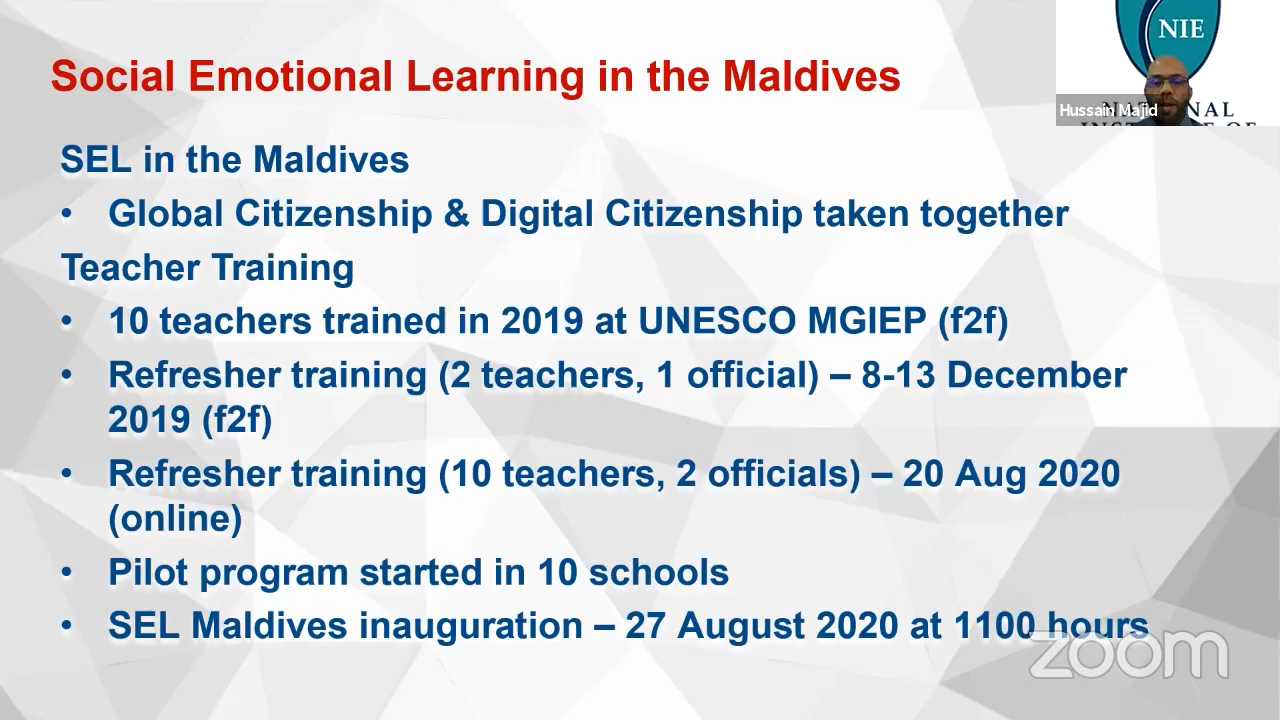 Social Emotional Learning in the Maldives
NIE
Hussain Majid
SEL in the Maldives
• Global Citizenship & Digital Citizenship taken together
Teacher Training
• 10 teachers trained in 2019 at UNESCO MGIEP (f2f)
• Refresher training (2 teachers, 1 official) – 8-13 December
2019 (f2f)
• Refresher training (10 teachers, 2 officials) – 20 Aug 2020
(online)
• Pilot program started in 10 schools
• SEL Maldives inauguration – 27 August 2020 at 1100 hours
zoom